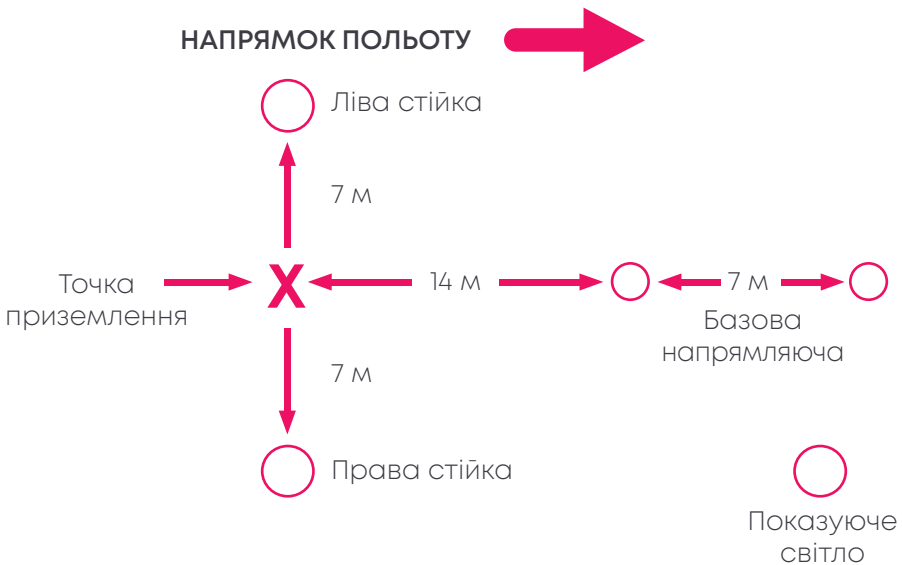 НАПРЯМОК ПОЛЬОТУ
Ліва стійка
7 м
Точка
приземлення
X
14 м
7 м
Базова
напрямляюча
7 м
Права стійка
Показуюче
світло